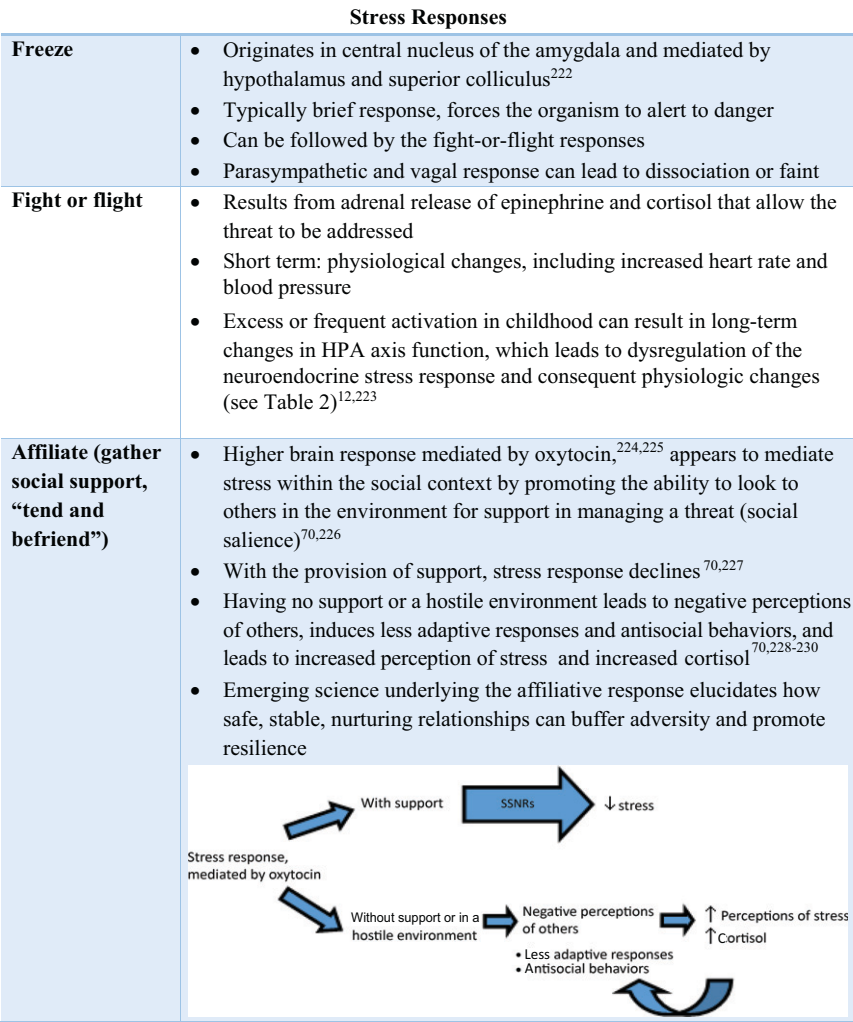 Stress Responses
Freeze
• Originates in central nucleus of the amygdala and mediated by
hypothalamus and superior colliculus222
• Typically brief response, forces the organism to alert to danger
• Can be followed by the fight-or-flight responses
• Parasympathetic and vagal response can lead to dissociation or faint
Fight or flight
• Results from adrenal release of epinephrine and cortisol that allow the
threat to be addressed
• Short term: physiological changes, including increased heart rate and
blood pressure
• Excess or frequent activation in childhood can result in long-term
changes in HPA axis function, which leads to dysregulation of the
neuroendocrine stress response and consequent physiologic changes
(see Table 2)12,223
Affiliate (gather
social support,
“tend and
befriend”)
• Higher brain response mediated by oxytocin,224,225 appears to mediate
stress within the social context by promoting the ability to look to
others in the environment for support in managing a threat (social
salience)70,226
• With the provision of support, stress response declines70,227
• Having no support or a hostile environment leads to negative perceptions
of others, induces less adaptive responses and antisocial behaviors, and
leads to increased perception of stress and increased cortisol70,228-230
• Emerging science underlying the affiliative response elucidates how
safe, stable, nurturing relationships can buffer adversity and promote
resilience
With support
SSNRs
↓ stress
Stress response,
mediated by oxytocin
Without support or in a
hostile environment
Negative perceptions
of others
• Less adaptive responses
• Antisocial behaviors
↑ Perceptions of stress
↑ Cortisol